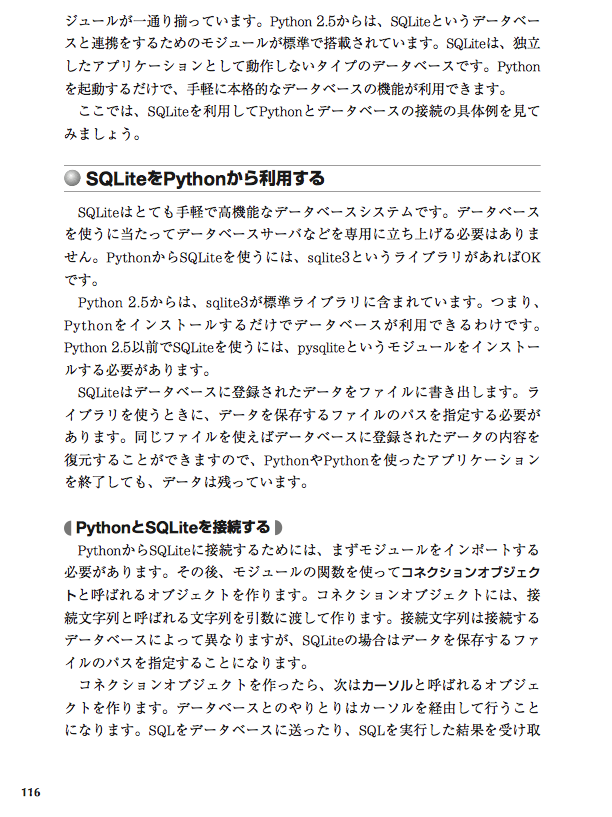 ジュールが一通り揃っています。Python 2.5からは、SQLiteというデータベー
スと連携をするためのモジュールが標準で搭載されています。SQLiteは、独立
したアプリケーションとして動作しないタイプのデータベースです。Python
を起動するだけで、手軽に本格的なデータベースの機能が利用できます。
ここでは、SQLiteを利用してPythonとデータベースの接続の具体例を見て
みましょう。
SQLiteをPythonから利用する
SQLiteはとても手軽で高機能なデータベースシステムです。データベース
を使うに当たってデータベースサーバなどを専用に立ち上げる必要はありま
せん。PythonからSQLiteを使うには、sqlite3というライブラリがあればOK
です。
Python 2.5からは、sqlite3が標準ライブラリに含まれています。つまり、
Pythonをインストールするだけでデータベースが利用できるわけです。
Python 2.5以前でSQLiteを使うには、pysqliteというモジュールをインストー
ルする必要があります。
SQLiteはデータベースに登録されたデータをファイルに書き出します。ラ
イブラリを使うときに、データを保存するファイルのパスを指定する必要が
あります。同じファイルを使えばデータベースに登録されたデータの内容を
復元することができますので、PythonやPythonを使ったアプリケーション
を終了しても、データは残っています。
PythonとSQLiteを接続する
PythonからSQLiteに接続するためには、まずモジュールをインポートする
必要があります。その後、モジュールの関数を使ってコネクションオブジェク
トと呼ばれるオブジェクトを作ります。コネクションオブジェクトには、接
続文字列と呼ばれる文字列を引数に渡して作ります。接続文字列は接続する
データベースによって異なりますが、SQLiteの場合はデータを保存するファ
イルのパスを指定することになります。
コネクションオブジェクトを作ったら、次はカーソルと呼ばれるオブジェ
クトを作ります。データベースとのやりとりはカーソルを経由して行うこと
になります。SQLをデータベースに送ったり、SQLを実行した結果を受け取
116